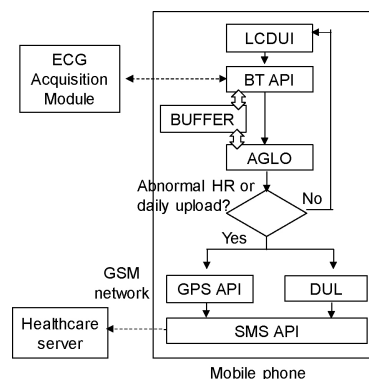 LCDUI
ECG
Acquisition
Module
BT API
BUFFER
AGLO
Abnormal HR or
daily upload?
No
Yes
GSM
network
GPS API
DUL
Healthcare
server
SMS API
Mobile phone